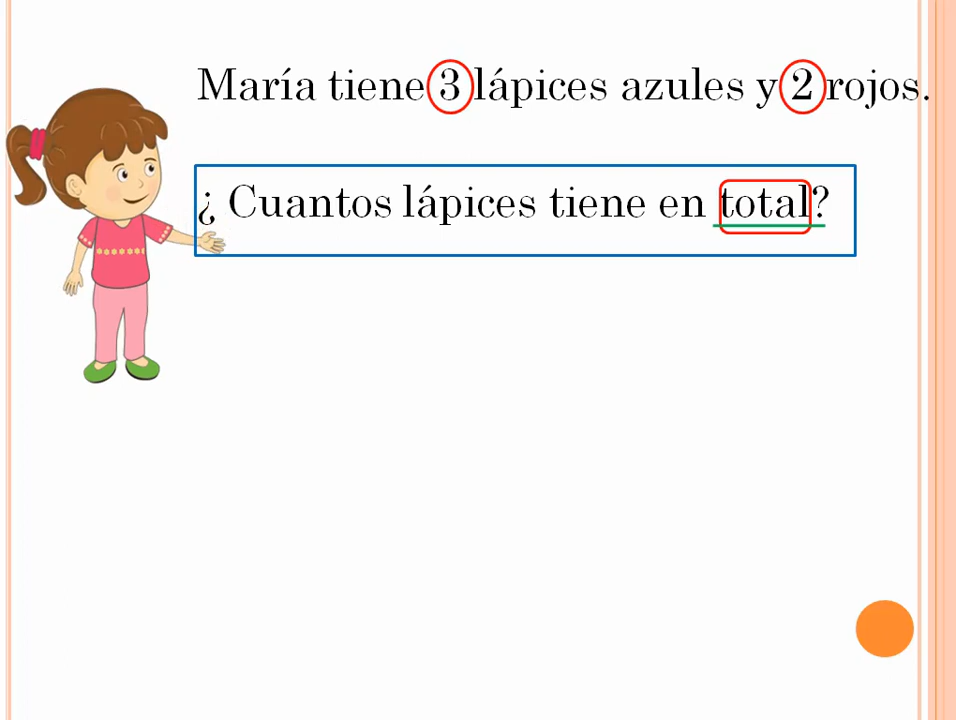 María tiene 3 lápices azules y 2 rojos.
¿ Cuantos lápices tiene en total?